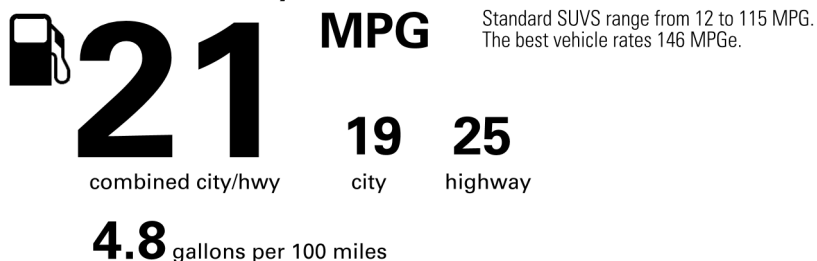 MPG
Standard SUVS range from 12 to 115 MPG.
The best vehicle rates 146 MPGe.
21
19 25
combined city/hwy city highway
4.8 gallons per 100 miles